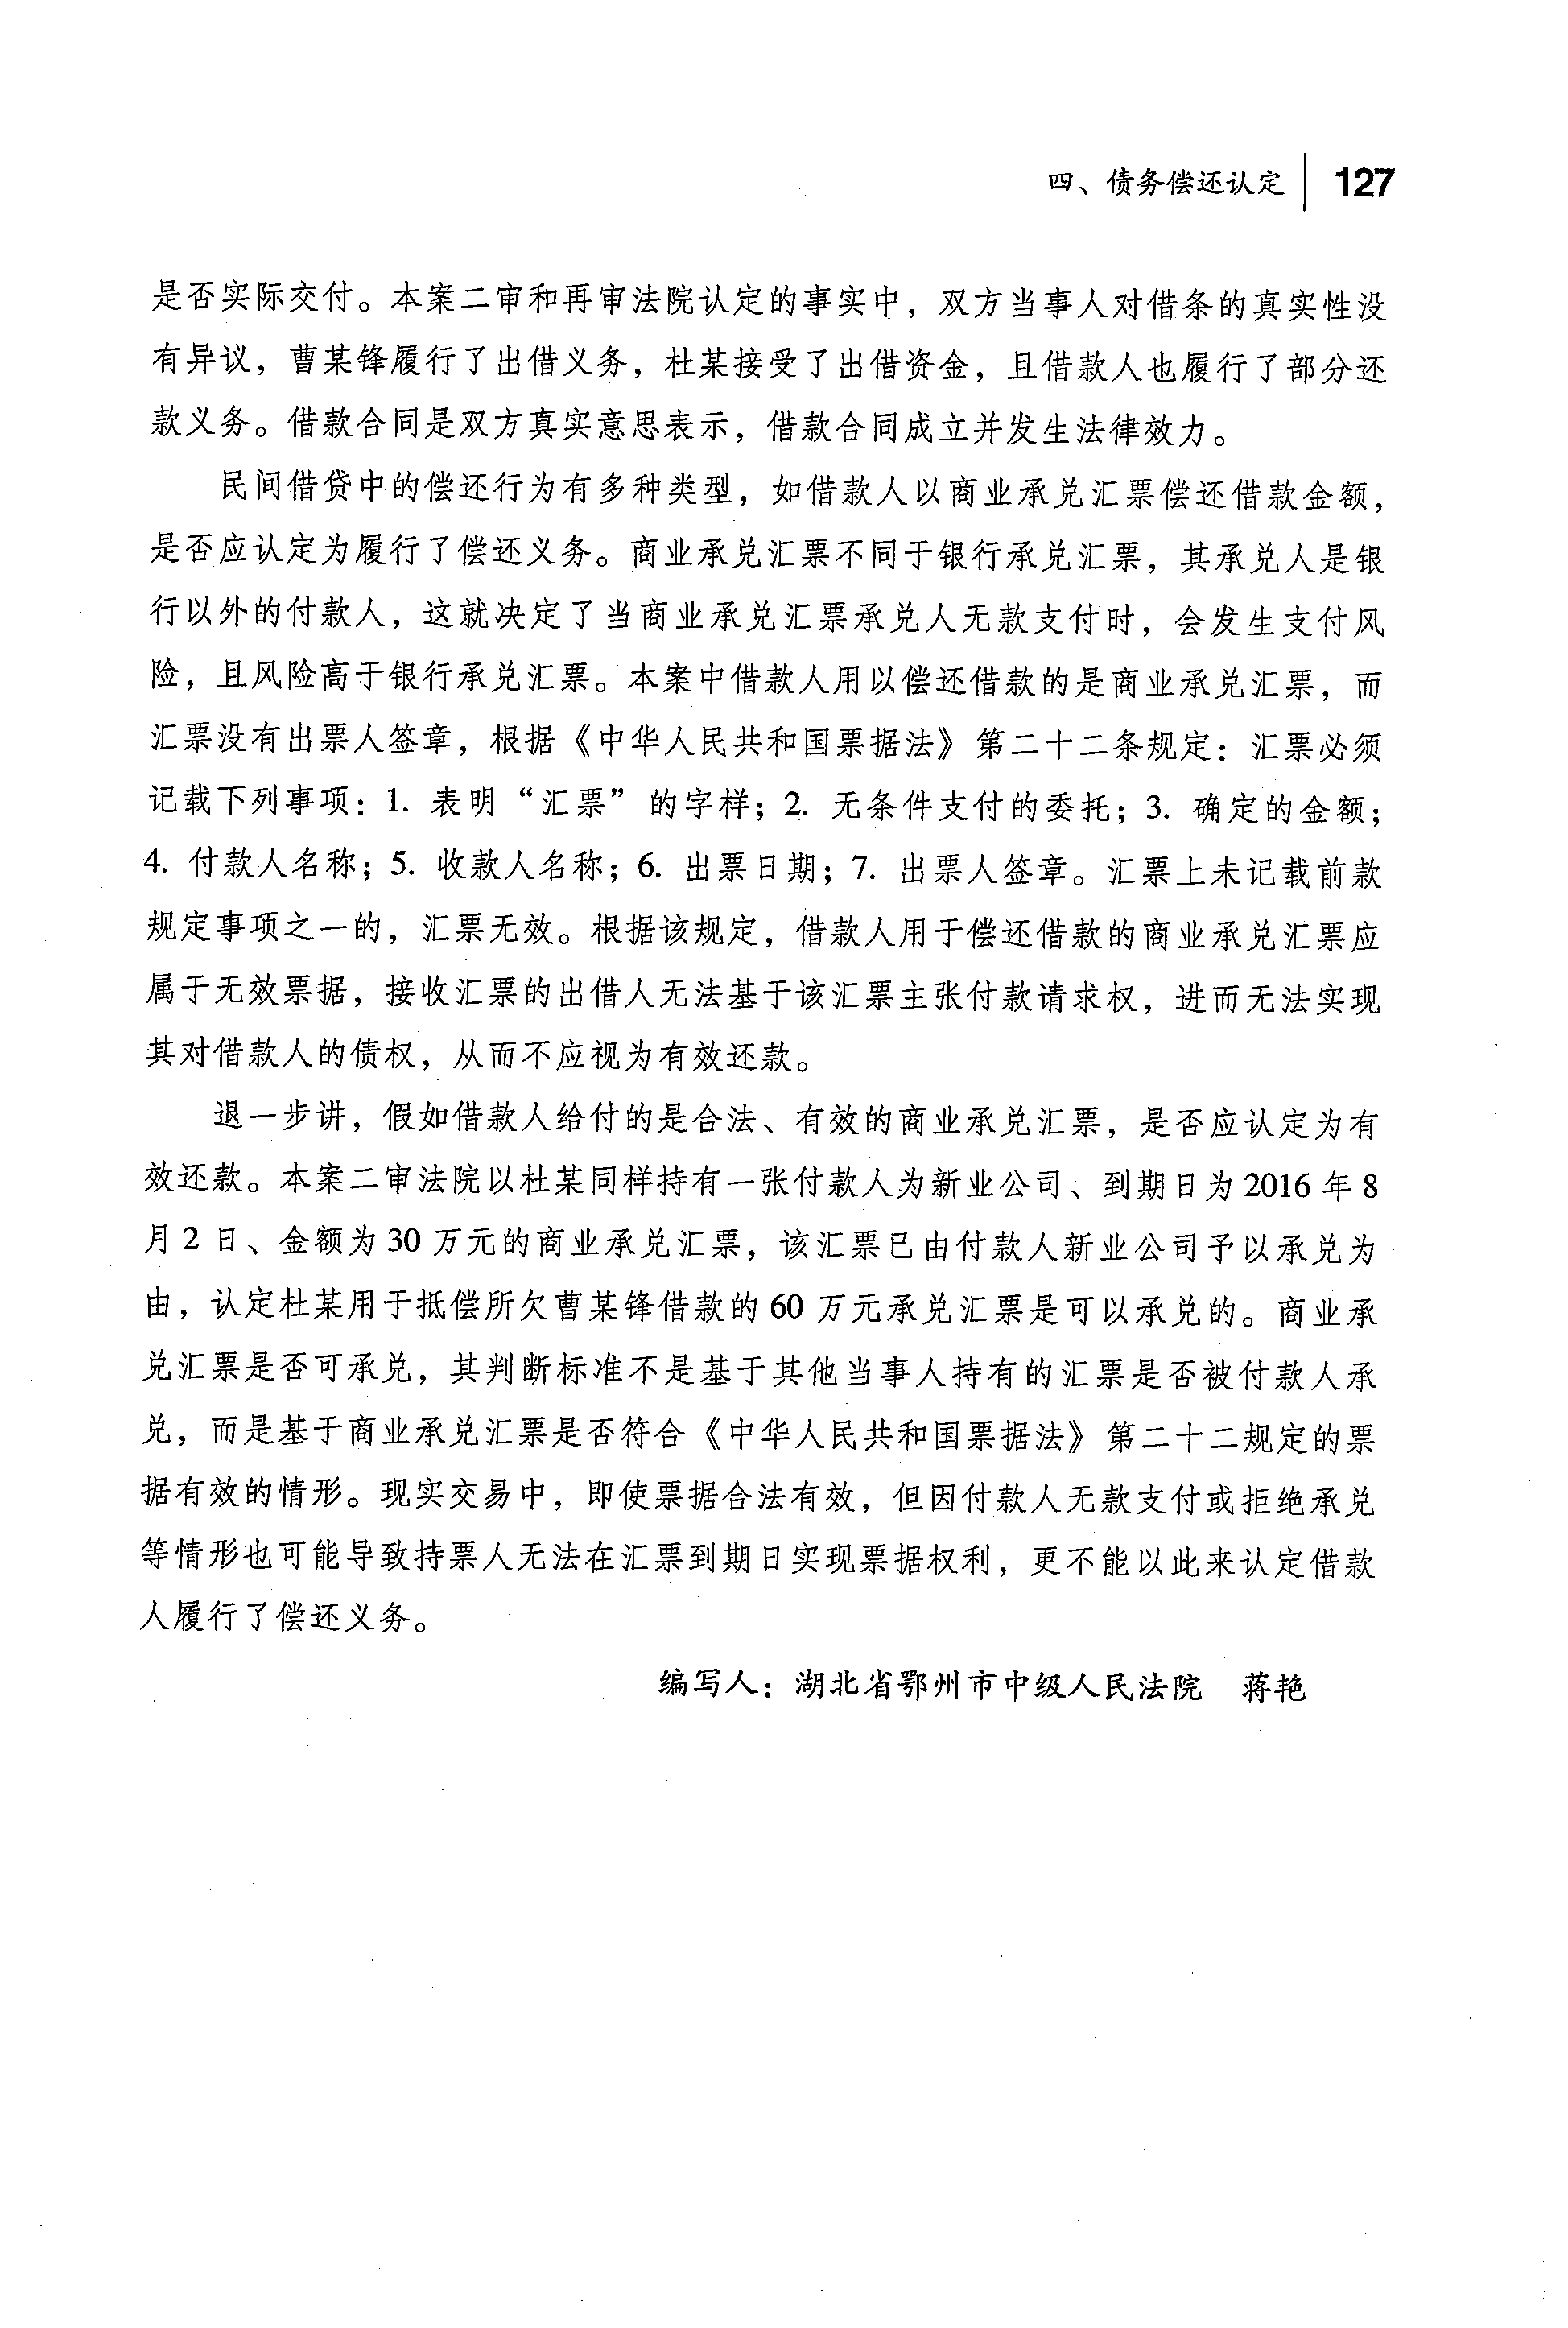 四、债务偿还认定 127
是否实际交付。本案二审和再审法院认定的事实中，双方当事人对借条的真实性没
有异议，曹某锋履行了出借义务，杜某接受了出借资金，且借款人也履行了部分还
款义务。借款合同是双方真实意思表示，借款合同成立并发生法律效力。
民间借贷中的偿还行为有多种类型，如借款人以商业承兑汇票偿还借款金额，
是否应认定为履行了偿还义务。商业承兑汇票不同于银行承兑汇票，其承兑人是银
行以外的付款人，这就决定了当商业承兑汇票承兑人无款支付时，会发生支付风
险，且风险高于银行承兑汇票。本案中借款人用以偿还借款的是商业承兑汇票，而
汇票没有出票人签章，根据《中华人民共和国票据法》第二十二条规定：汇票必须
记载下列事项：1. 表明“汇票”的字样；2. 无条件支付的委托；3. 确定的金额；
4. 付款人名称；5. 收款人名称；6. 出票日期；7. 出票人签章。汇票上未记载前款
规定事项之一的，汇票无效。根据该规定，借款人用于偿还借款的商业承兑汇票应
属于无效票据，接收汇票的出借人无法基于该汇票主张付款请求权，进而无法实现
其对借款人的债权，从而不应视为有效还款。
退一步讲，假如借款人给付的是合法、有效的商业承兑汇票，是否应认定为有
效还款。本案二审法院以杜某同样持有一张付款人为新业公司、到期日为 2016 年 8
月 2 日、金额为 30 万元的商业承兑汇票，该汇票已由付款人新业公司予以承兑为
由，认定杜某用于抵偿所欠曹某锋借款的 60 万元承兑汇票是可以承兑的。商业承
兑汇票是否可承兑，其判断标准不是基于其他当事人持有的汇票是否被付款人承
兑，而是基于商业承兑汇票是否符合《中华人民共和国票据法》第二十二规定的票
据有效的情形。现实交易中，即使票据合法有效，但因付款人无款支付或拒绝承兑
等情形也可能导致持票人无法在汇票到期日实现票据权利，更不能以此来认定借款
人履行了偿还义务。
编写人：湖北省鄂州市中级人民法院 蒋艳